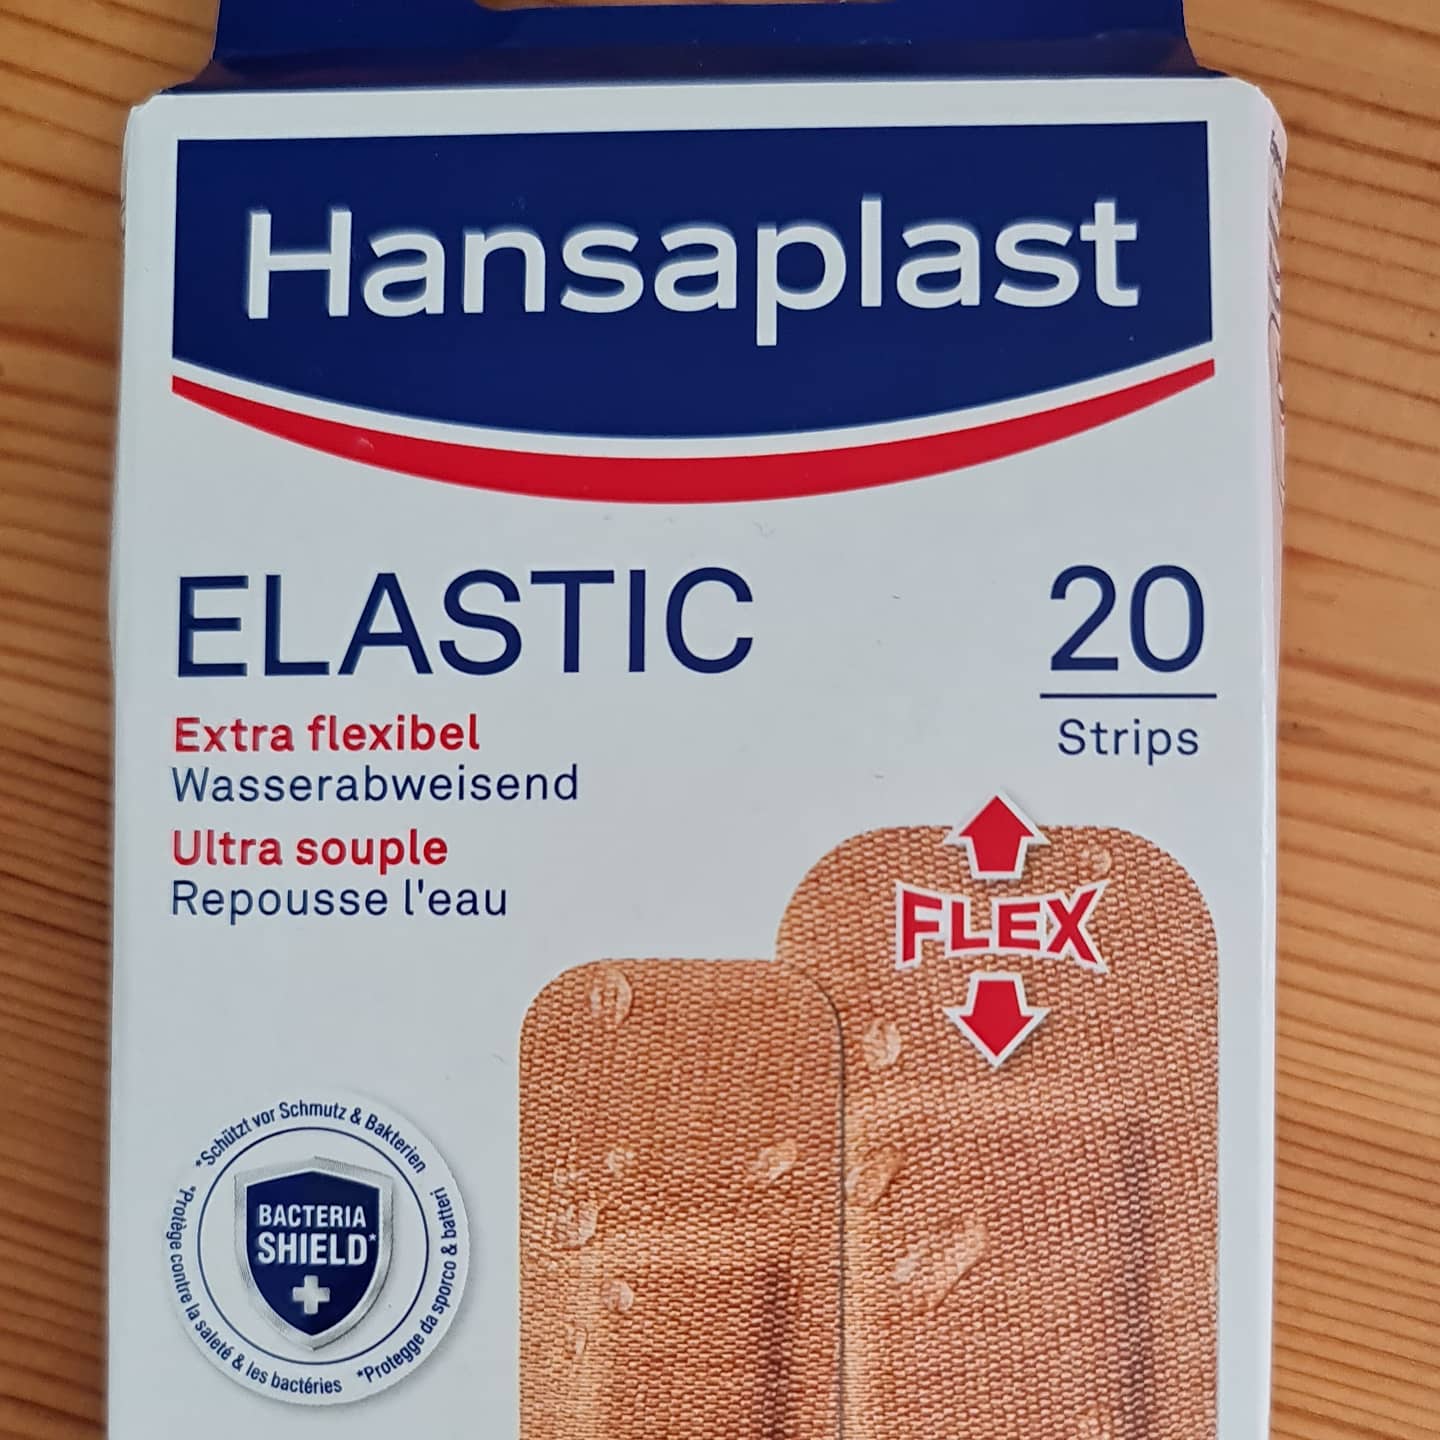 Hansaplast
ELASTIC
20
Strips
Extra flexibel
Wasserabweisend
Ultra souple
Repousse l'eau
FLEX
*Schützt vor Schmutz & Bakterien
*Protège contre la saleté & les bactéries
*Protegge da sporco & batteri
BACTERIA
SHIELD*